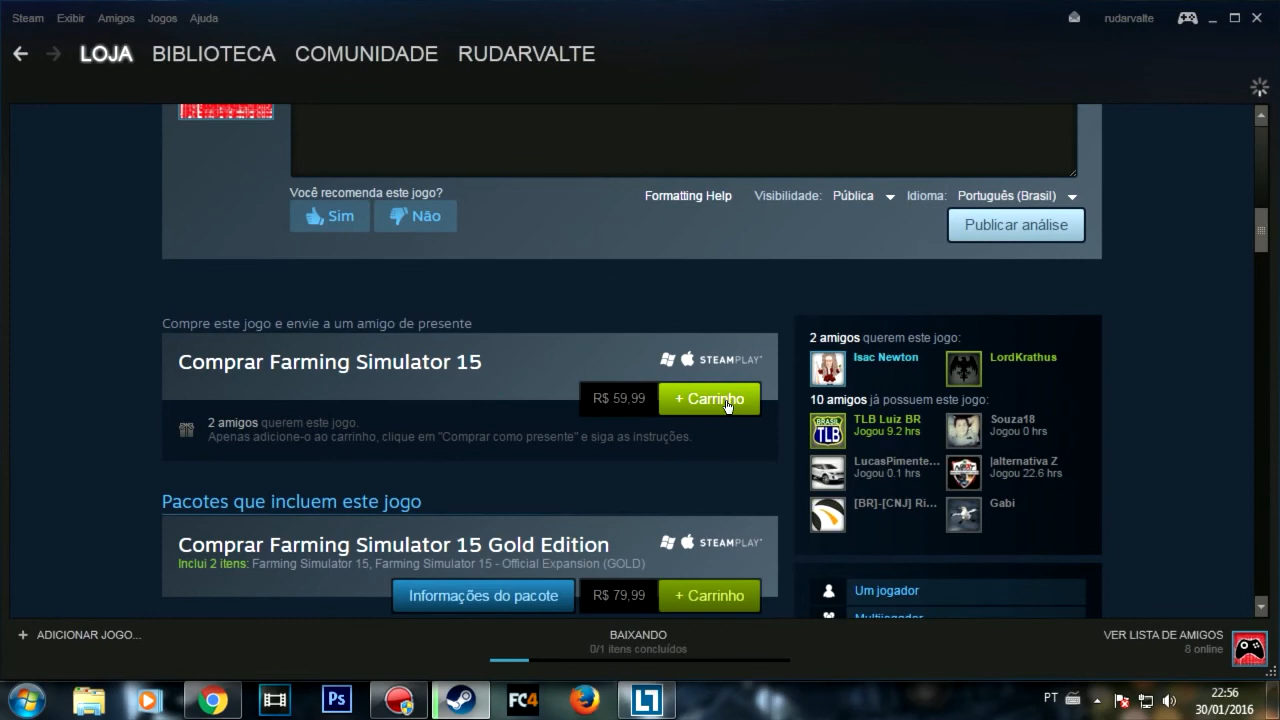 Steam Exibir Amigos Jogos Ajuda
rudarvalte
LOJA BIBLIOTECA COMUNIDADE RUDARVALTE
Você recomenda este jogo?
Sim Não
Formatting Help Visibilidade: Pública Idioma: Português (Brasil)
Publicar análise
Compre este jogo e envie a um amigo de presente
Comprar Farming Simulator 15
STEAMPLAY
R$ 59,99 + Carrinho
2 amigos querem este jogo.
Apenas adicione-o ao carrinho, clique em "Comprar como presente" e siga as instruções.
Pacotes que incluem este jogo
Comprar Farming Simulator 15 Gold Edition
STEAMPLAY
Inclui 2 itens: Farming Simulator 15, Farming Simulator 15 - Official Expansion (GOLD)
Informações do pacote R$ 79,99 + Carrinho
2 amigos querem este jogo:
Isac Newton LordKrathus
10 amigos já possuem este jogo:
TLB Luiz BR
Jogou 9.2 hrs
Souza18
Jogou 0 hrs
LucasPimente...
Jogou 0.1 hrs
|alternativa Z
Jogou 22.6 hrs
[BR]-[CNJ] Ri...
Gabi
BRASIL
TLB
Um jogador
Multijogador
+ ADICIONAR JOGO...
BAIXANDO
0/1 itens concluídos
VER LISTA DE AMIGOS
8 online
Ps
FC4
PT
22:56
30/01/2016